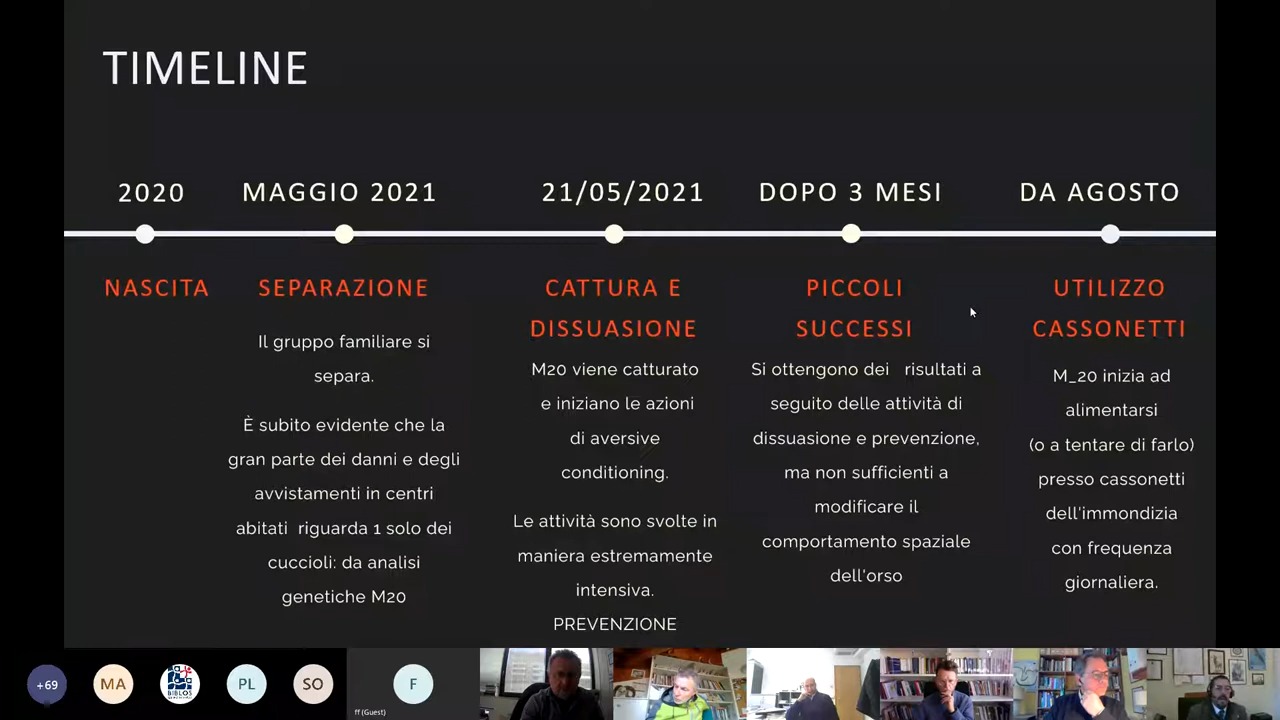 TIMELINE
2020
MAGGIO 2021
21/05/2021
DOPO 3 MESI
DA AGOSTO
NASCITA
SEPARAZIONE
Il gruppo familiare si
separa.
È subito evidente che la
gran parte dei danni e degli
avvistamenti in centri
abitati riguarda 1 solo dei
cuccioli: da analisi
genetiche M20
CATTURA E
DISSUASIONE
M20 viene catturato
e iniziano le azioni
di aversive
conditioning.
Le attività sono svolte in
maniera estremamente
intensiva.
PREVENZIONE
PICCOLI
SUCCESSI
Si ottengono dei risultati a
seguito delle attività di
dissuasione e prevenzione,
ma non sufficienti a
modificare il
comportamento spaziale
dell'orso
UTILIZZO
CASSONETTI
M_20 inizia ad
alimentarsi
(o a tentare di farlo)
presso cassonetti
dell'immondizia
con frequenza
giornaliera.
+69
MA
BIBLOS
PL
SO
F
ff (Guest)